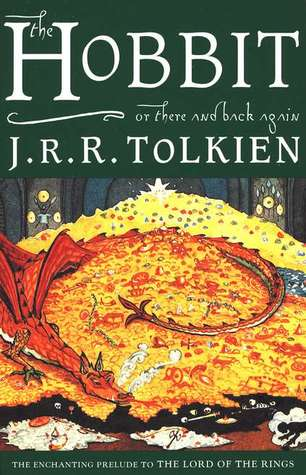 the
HOBBIT
or there and back again
J.R.R. TOLKIEN
THE ENCHANTING PRELUDE TO THE LORD OF THE RINGS